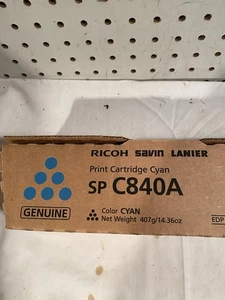 RICOH Savin LANIER
Print Cartridge Cyan
SP C840A
GENUINE
Color CYAN
Net Weight 407g/14.36oz
EDP